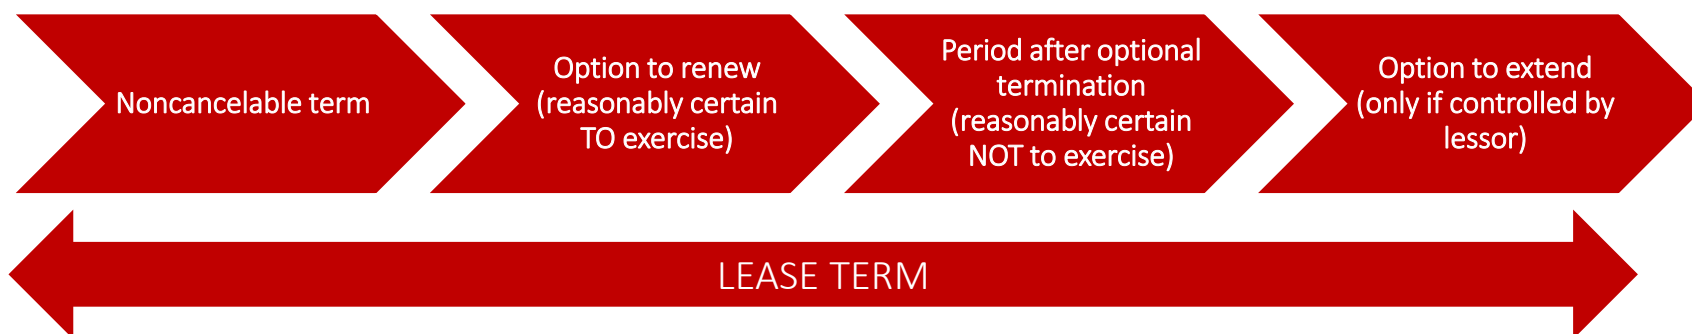 Noncancelable term
Option to renew
(reasonably certain
TO exercise)
Period after optional
termination
(reasonably certain
NOT to exercise)
Option to extend
(only if controlled by
lessor)
LEASE TERM